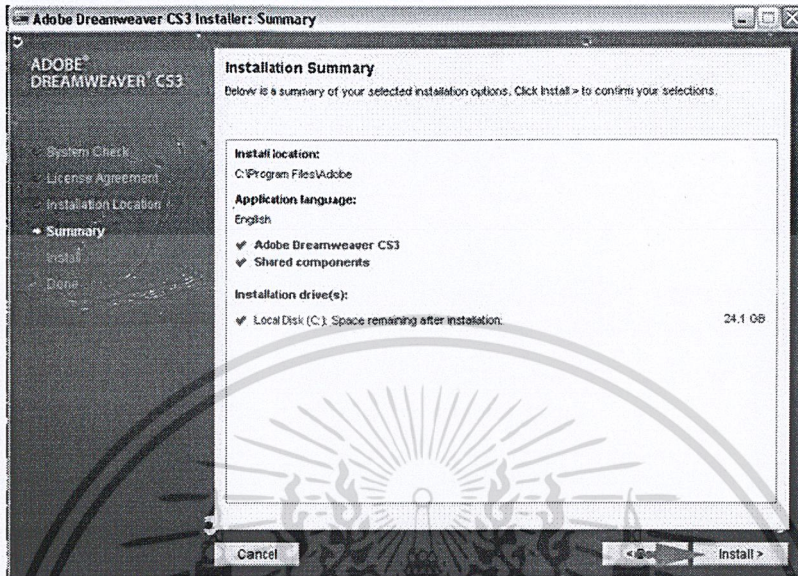 Adobe Dreamweaver CS3 Installer: Summary
ADOBE®
DREAMWEAVER® CS3
System Check
License Agreement
Installation Location
Summary
Install
Done
Installation Summary
Below is a summary of your selected installation options. Click Install > to confirm your selections.
Install location:
C:\Program Files\Adobe
Application language:
English
Adobe Dreamweaver CS3
Shared components
Installation drive(s):
Local Disk (C:): Space remaining after installation: 24.1 GB
Cancel
Install >